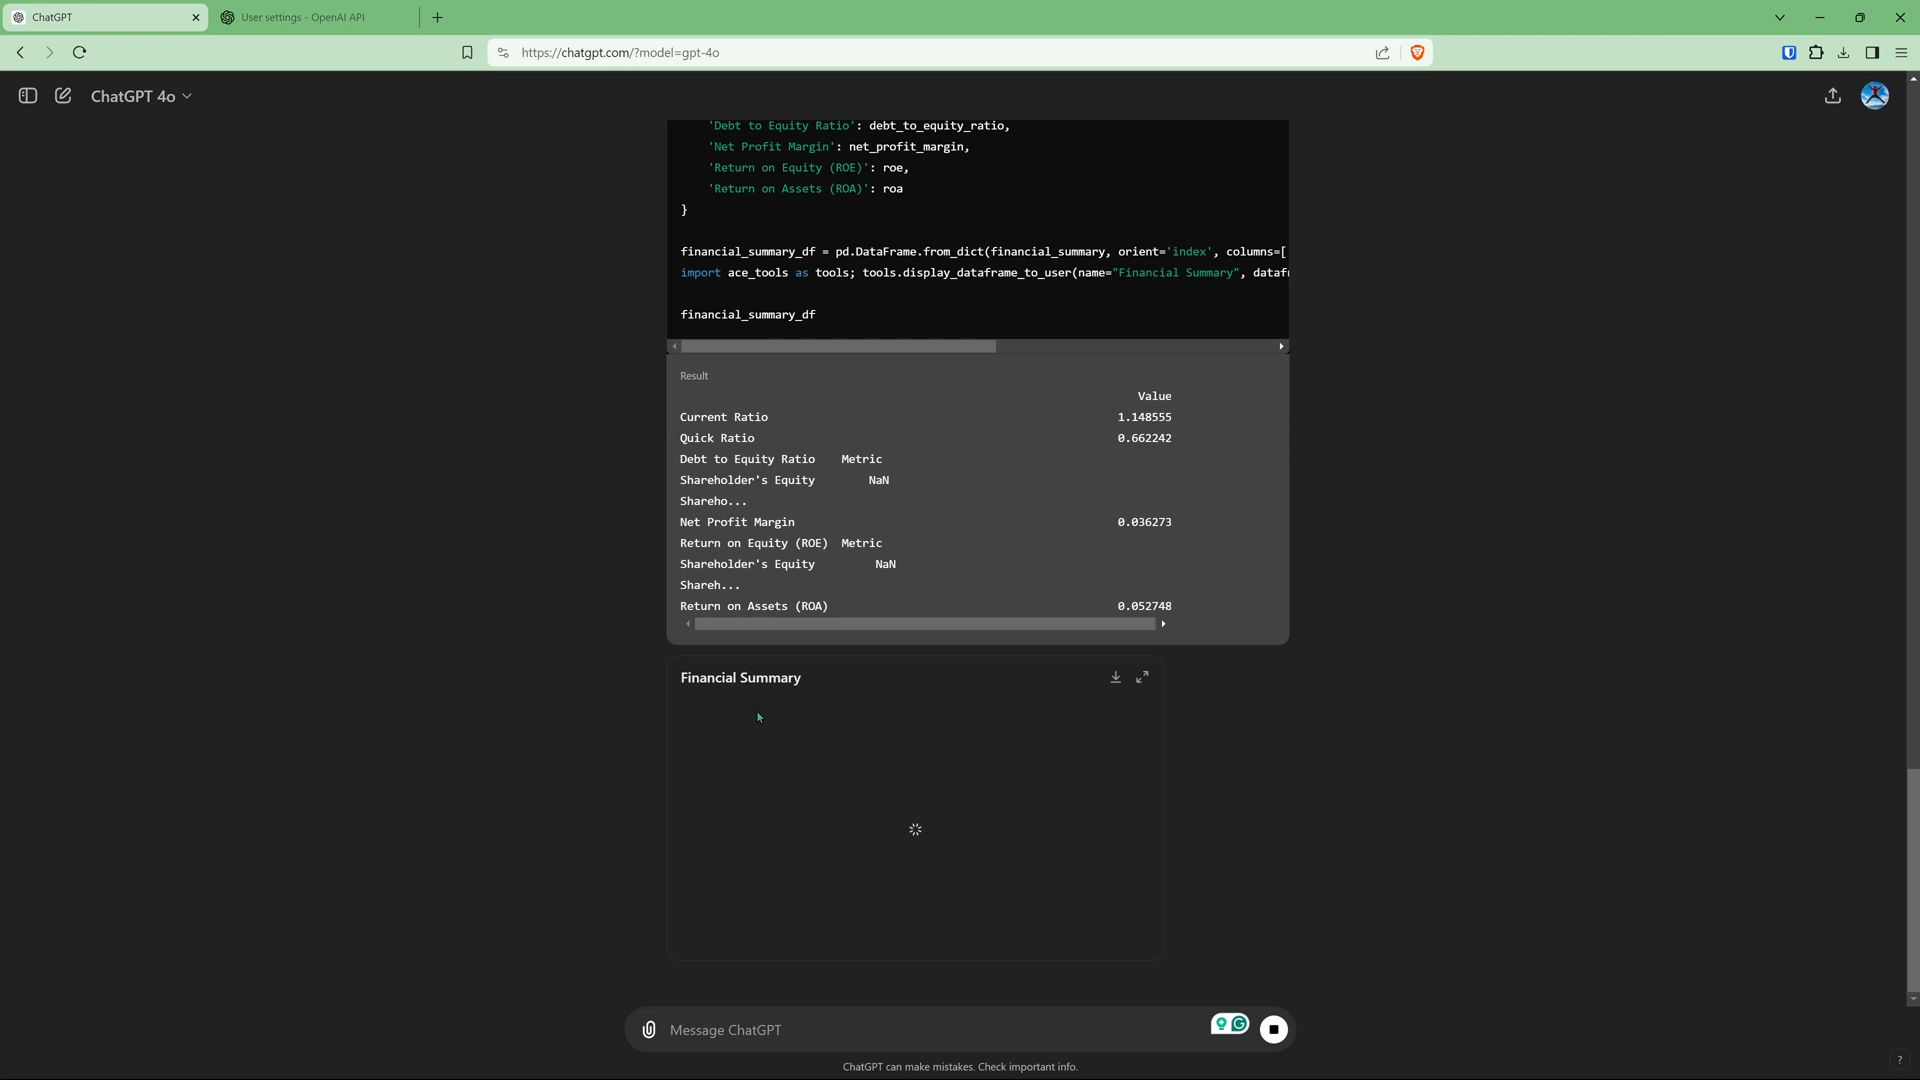 ChatGPT
User settings - OpenAI API
https://chatgpt.com/?model=gpt-4o
ChatGPT 4o
'Debt to Equity Ratio': debt_to_equity_ratio,
'Net Profit Margin': net_profit_margin,
'Return on Equity (ROE)': roe,
'Return on Assets (ROA)': roa
}
financial_summary_df = pd.DataFrame.from_dict(financial_summary, orient='index', columns=[
import ace_tools as tools; tools.display_dataframe_to_user(name="Financial Summary", datafr
financial_summary_df
Result
Value
Current Ratio 1.148555
Quick Ratio 0.662242
Debt to Equity Ratio Metric
Shareholder's Equity NaN
Shareho...
Net Profit Margin 0.036273
Return on Equity (ROE) Metric
Shareholder's Equity NaN
Shareh...
Return on Assets (ROA) 0.052748
Financial Summary
Message ChatGPT
ChatGPT can make mistakes. Check important info.
?